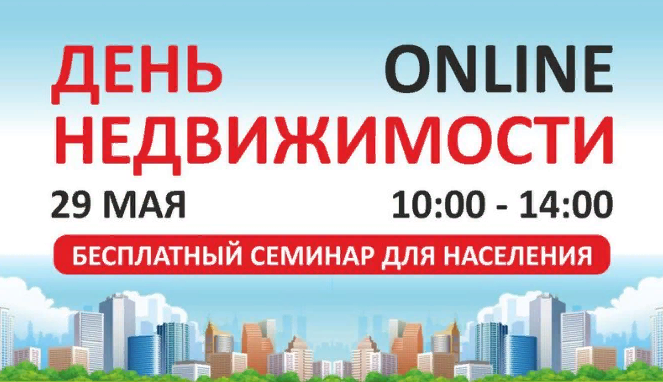 ДЕНЬ ONLINE
НЕДВИЖИМОСТИ
29 МАЯ 10:00 - 14:00
БЕСПЛАТНЫЙ СЕМИНАР ДЛЯ НАСЕЛЕНИЯ